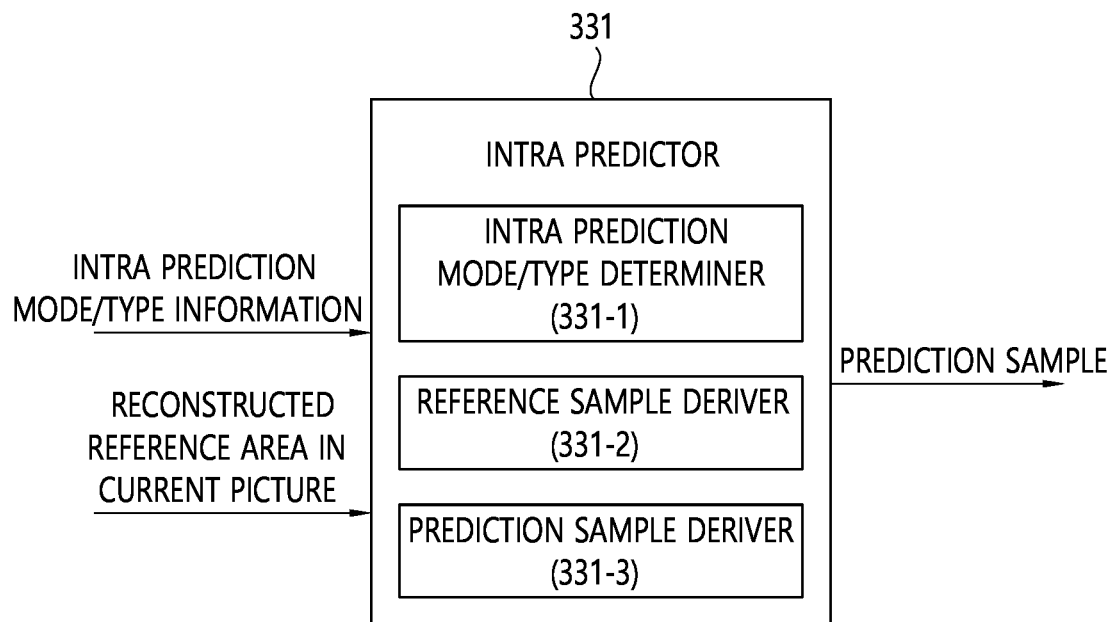 331
INTRA PREDICTOR
INTRA PREDICTION
MODE/TYPE DETERMINER
(331-1)
INTRA PREDICTION
MODE/TYPE INFORMATION
PREDICTION SAMPLE
REFERENCE SAMPLE DERIVER
(331-2)
RECONSTRUCTED
REFERENCE AREA IN
CURRENT PICTURE
PREDICTION SAMPLE DERIVER
(331-3)